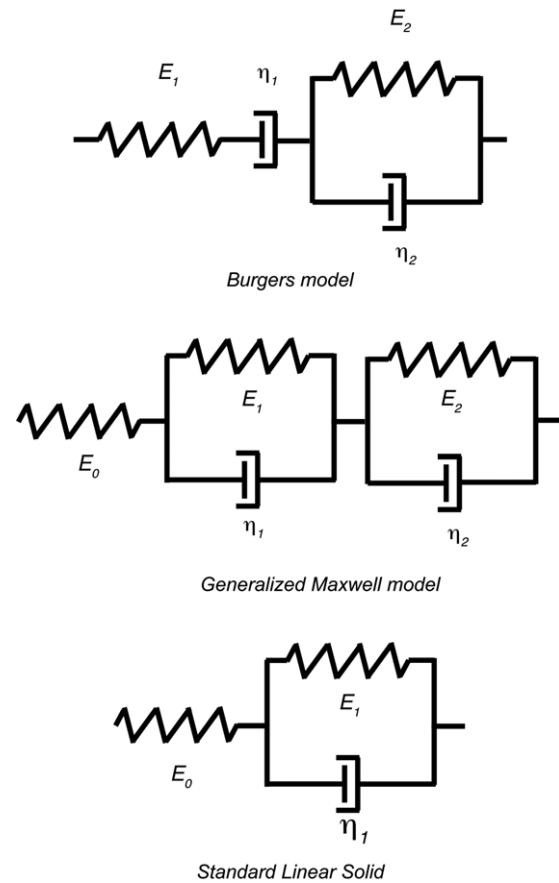 E₂
E₁ η₁
η₂
Burgers model
E₁ E₂
E₀
η₁ η₂
Generalized Maxwell model
E₁
E₀
η₁
Standard Linear Solid